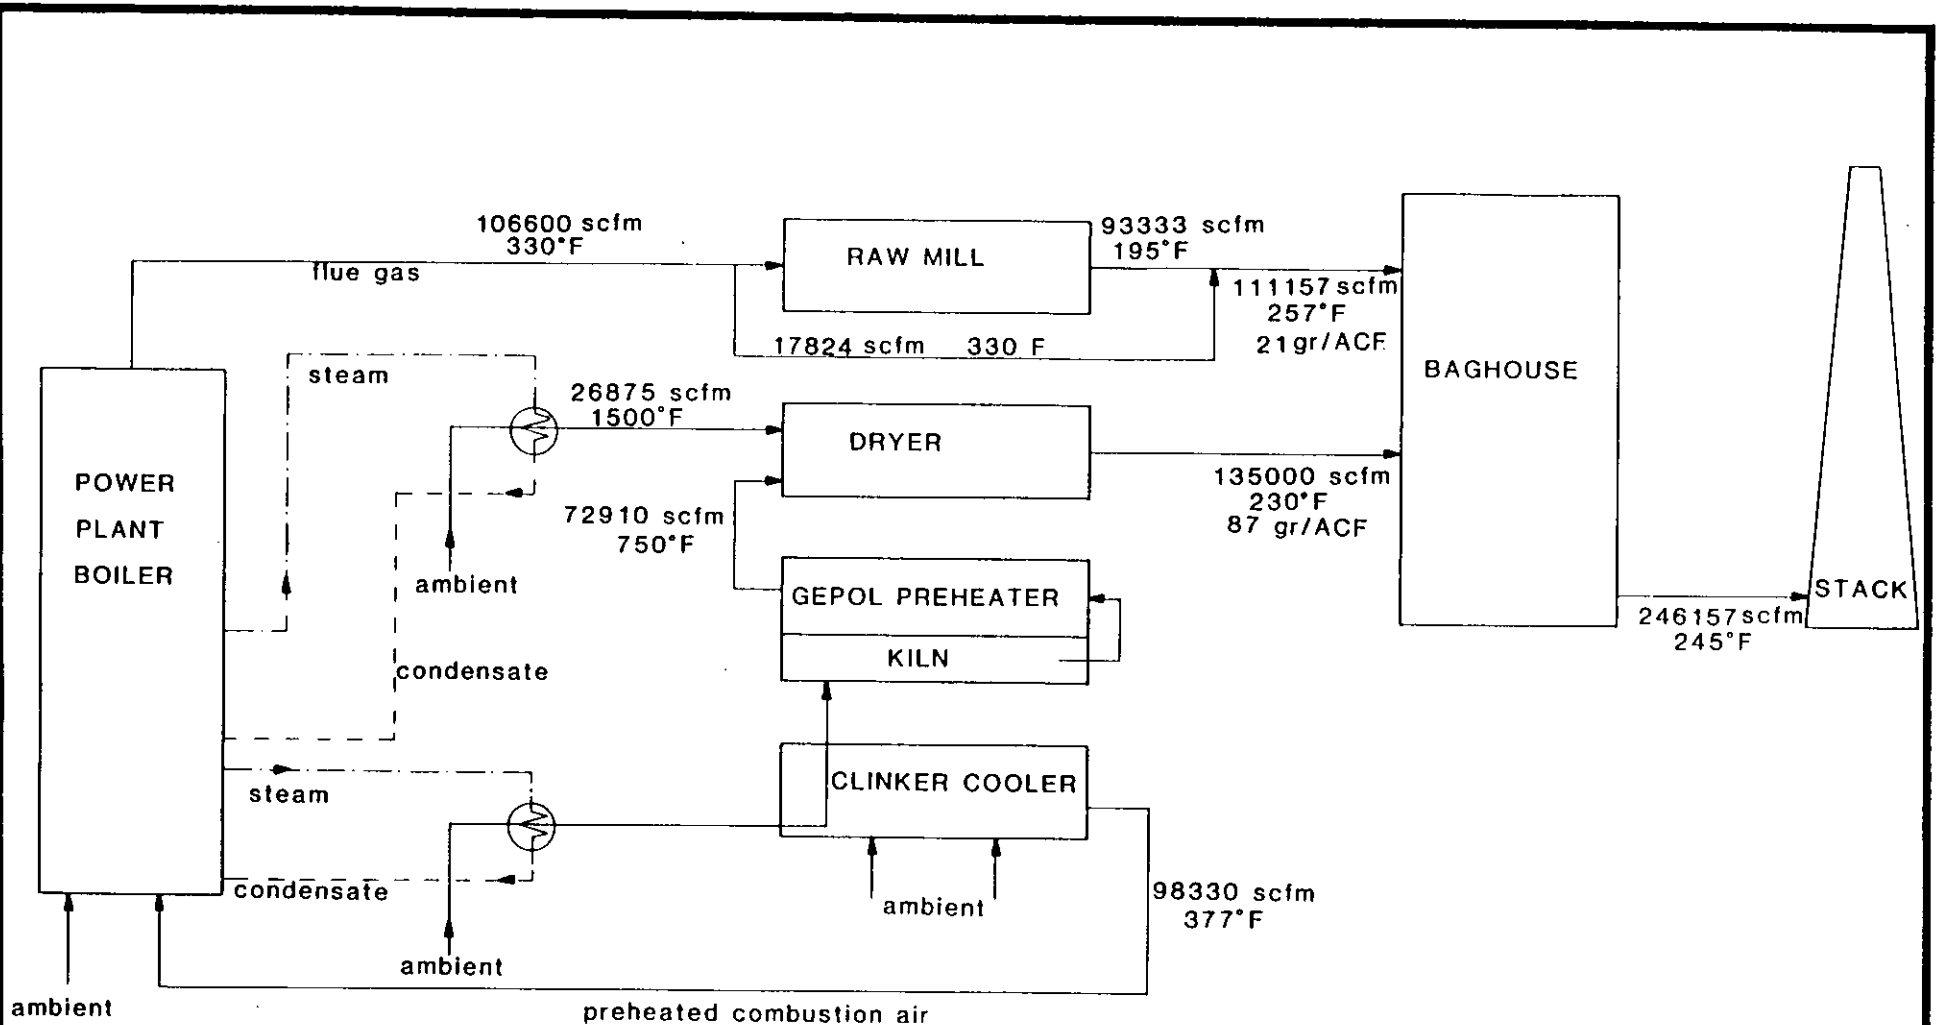 106600 scfm
330°F
flue gas
RAW MILL
93333 scfm
195°F
111157 scfm
257°F
21gr/ACF
17824 scfm 330 F
steam
26875 scfm
1500°F
DRYER
BAGHOUSE
POWER
PLANT
BOILER
72910 scfm
750°F
135000 scfm
230°F
87 gr/ACF
ambient
GEPOL PREHEATER
KILN
STACK
246157scfm
245°F
condensate
steam
CLINKER COOLER
condensate
ambient
98330 scfm
377°F
ambient
ambient
preheated combustion air